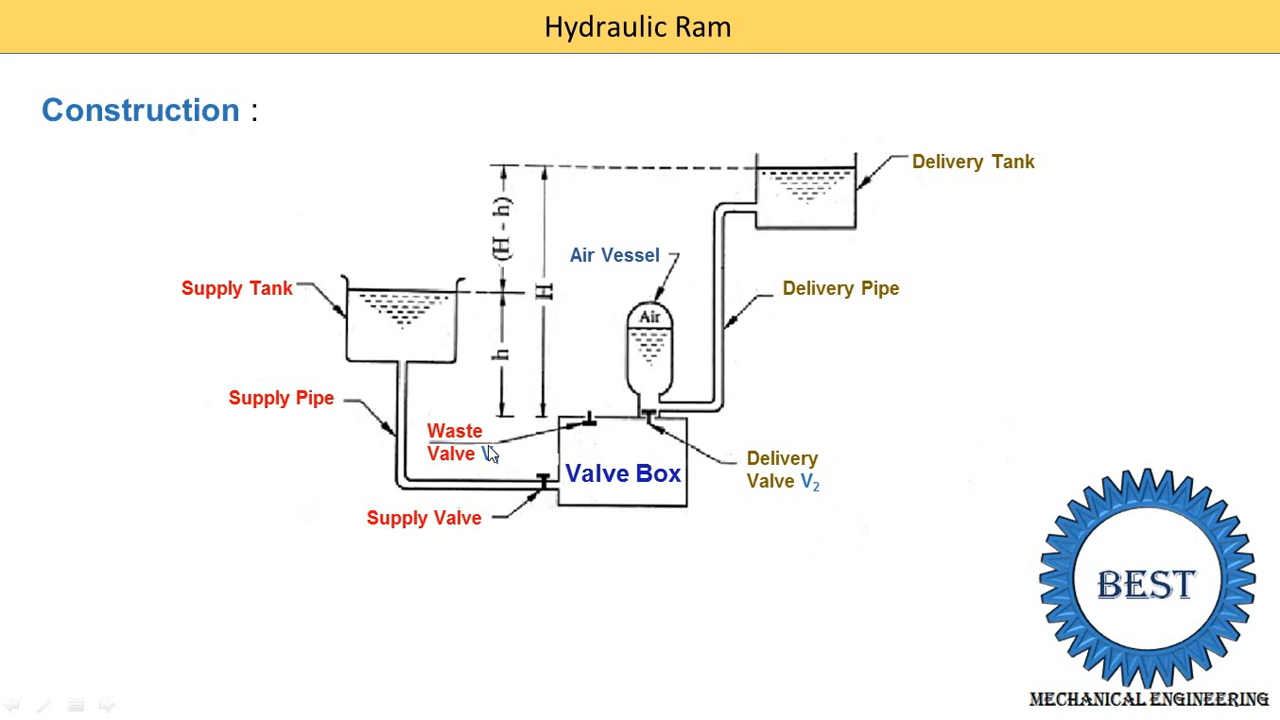 Hydraulic Ram
Construction :
Delivery Tank
(H - h)
Air Vessel
Supply Tank
H
Delivery Pipe
Air
h
Supply Pipe
Waste
Valve
Valve Box
Delivery
Valve V₂
Supply Valve
BEST
MECHANICAL ENGINEERING